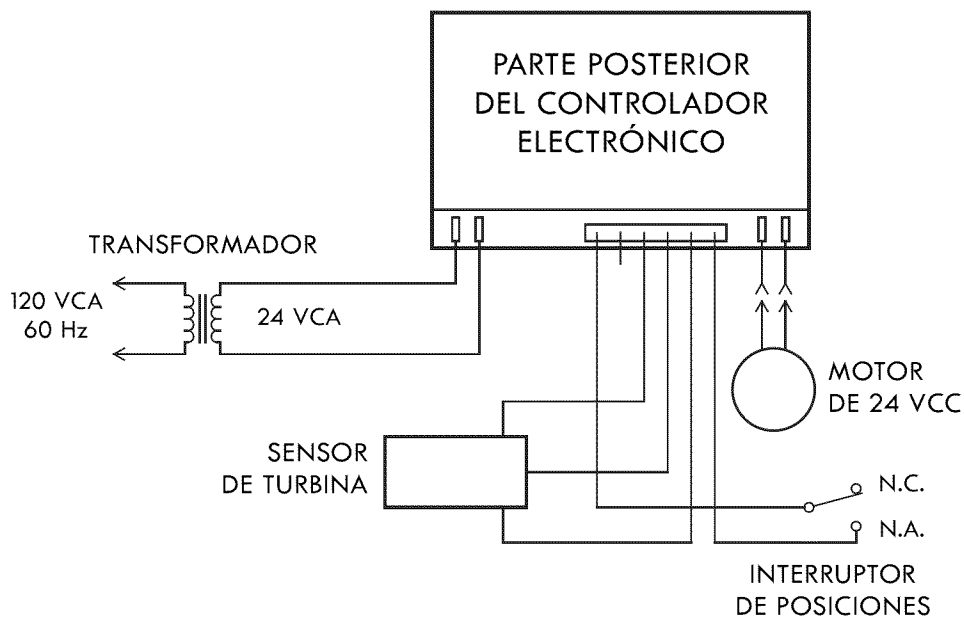 PARTE POSTERIOR
DEL CONTROLADOR
ELECTRÓNICO
TRANSFORMADOR
120 VCA
60 Hz
24 VCA
MOTOR
DE 24 VCC
SENSOR
DE TURBINA
N.C.
N.A.
INTERRUPTOR
DE POSICIONES